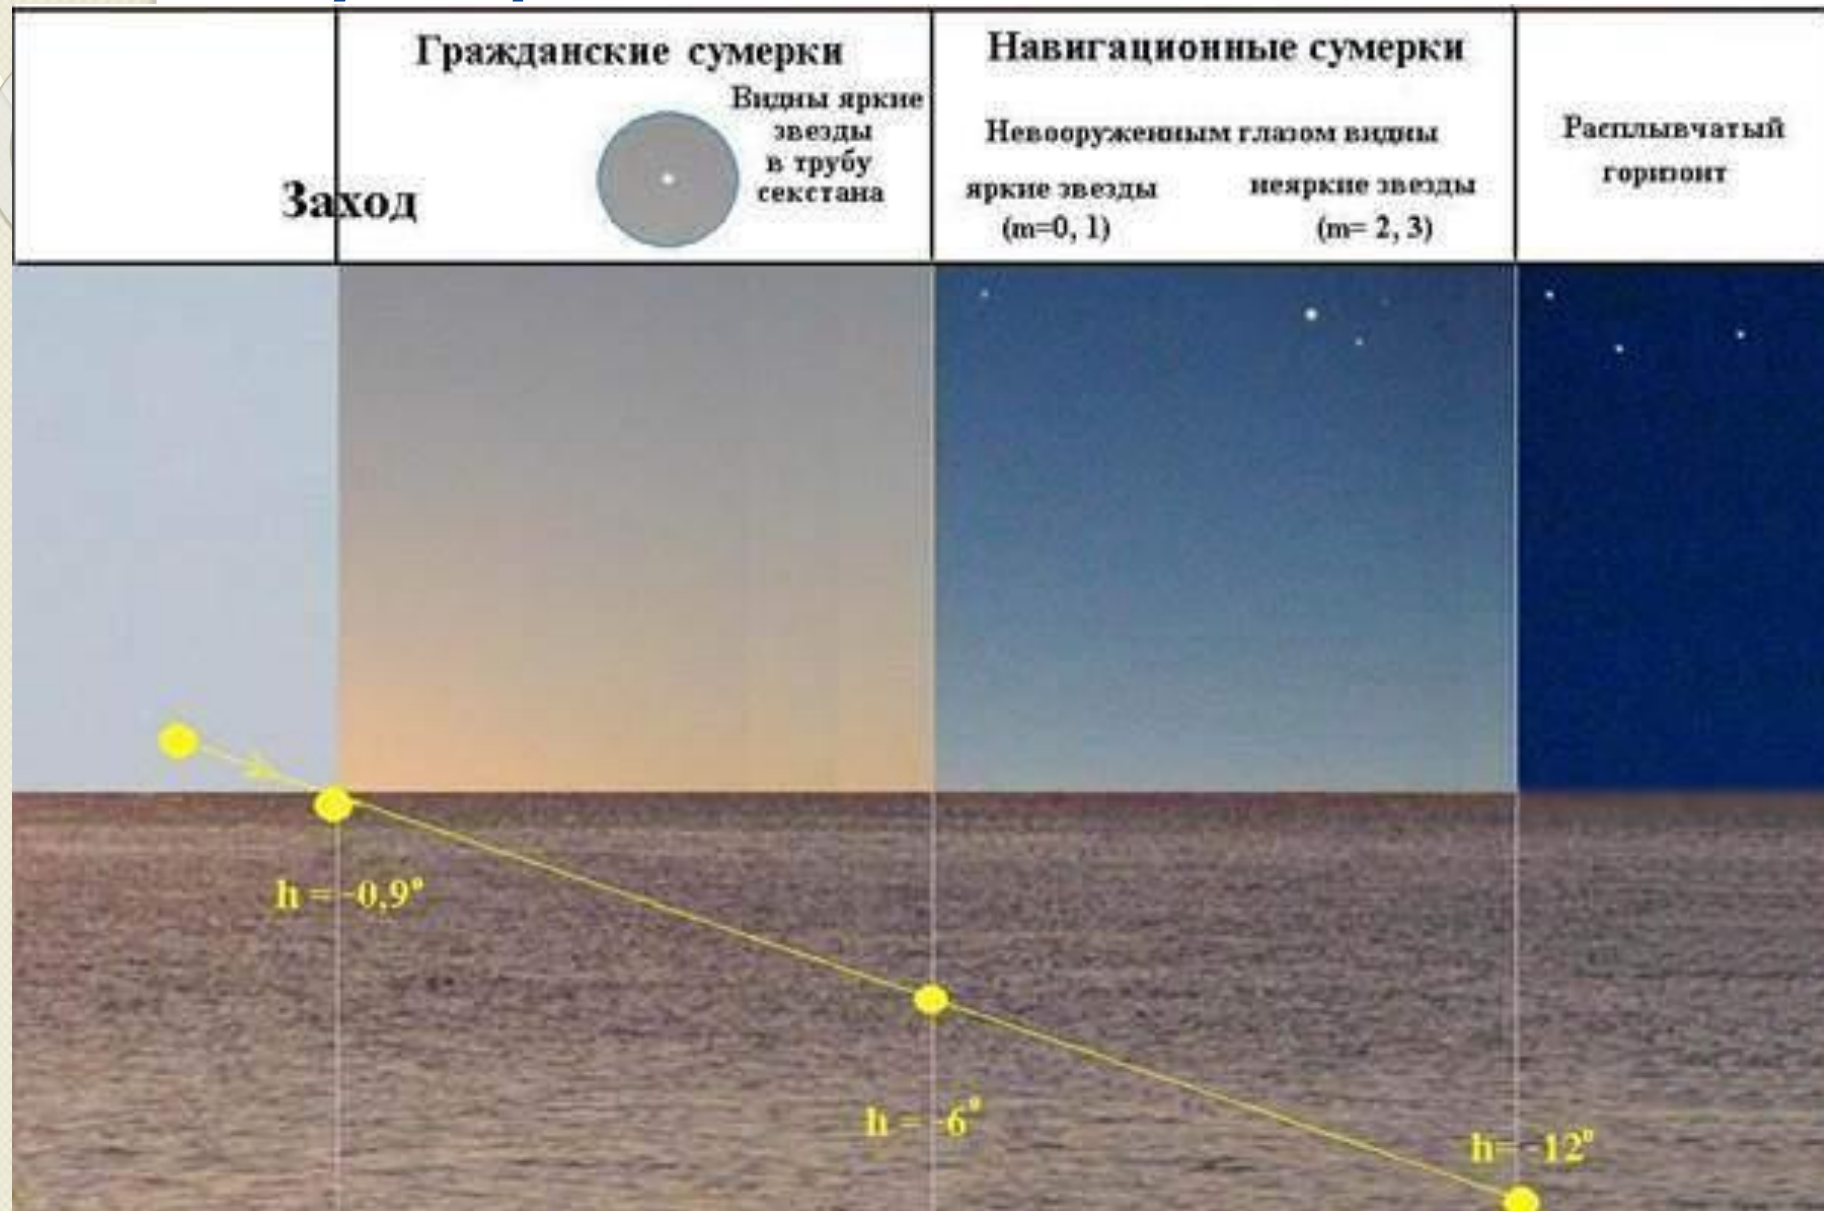 Гражданские сумерки
Видны яркие
звезды
в трубу
секстана
Заход
Навигационные сумерки
Невооруженным глазом видны
яркие звезды
(m=0, 1)
неяркие звезды
(m= 2, 3)
Расплывчатый
горизонт
h = -0,9°
h = -6°
h= -12°